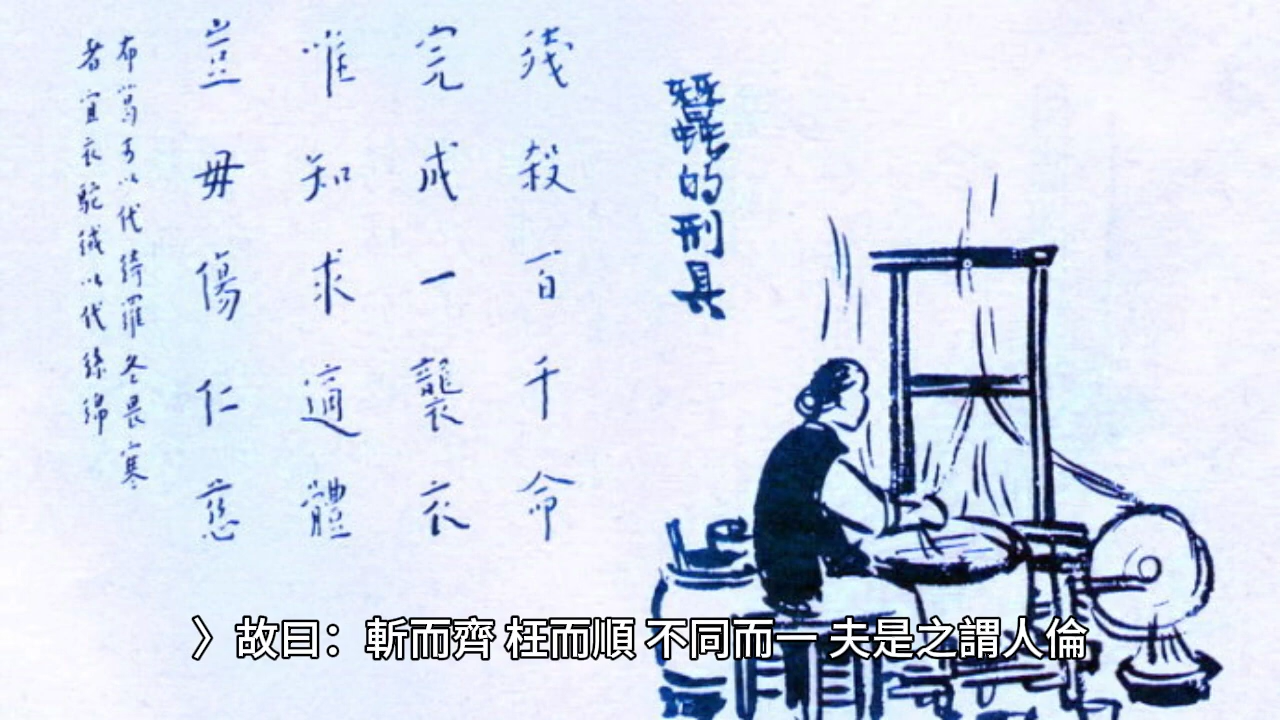 蠶的刑具
殘殺百千命
完成一襲衣
唯知求適體
豈毋傷仁慈
布葛可以代綺羅冬畏寒
者宜衣駝絨以代絲綿
〉故曰：斬而齊 枉而順 不同而一 夫是之謂人倫